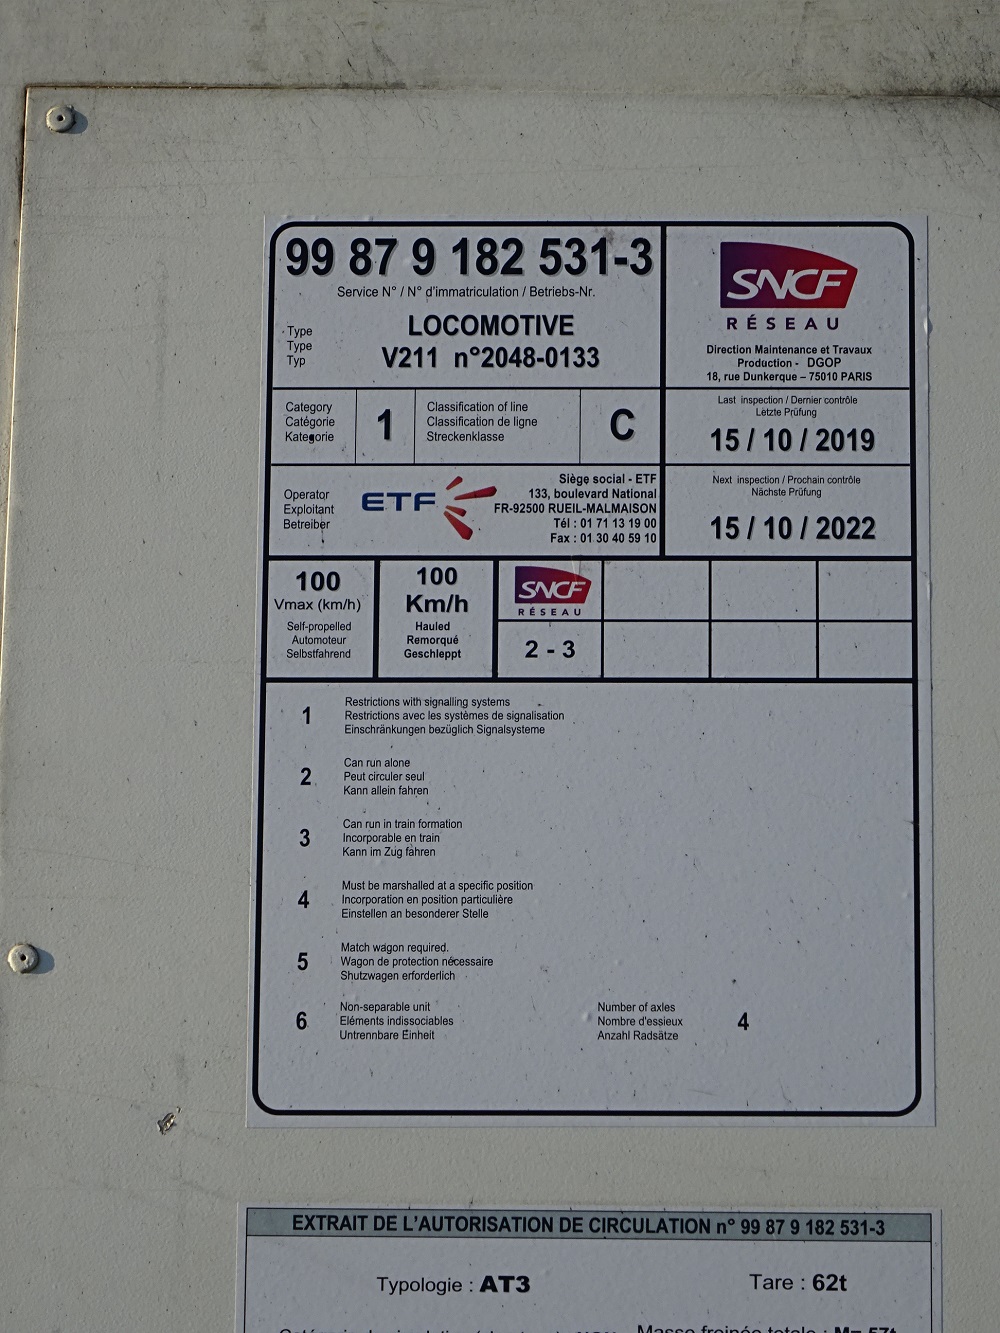 99 87 9 182 531-3
Service N° / N° d'immatriculation / Betriebs-Nr.
Type
Type
Typ
LOCOMOTIVE
V211 n°2048-0133
SNCF
RÉSEAU
Direction Maintenance et Travaux
Production - DGOP
18, rue Dunkerque – 75010 PARIS
Category
Catégorie
Kategorie
1
Classification of line
Classification de ligne
Streckenklasse
C
Last inspection / Dernier contrôle
Letzte Prüfung
15 / 10 / 2019
Operator
Exploitant
Betreiber
ETF
Siège social - ETF
133, boulevard National
FR-92500 RUEIL-MALMAISON
Tél : 01 71 13 19 00
Fax : 01 30 40 59 10
Next inspection / Prochain contrôle
Nächste Prüfung
15 / 10 / 2022
100
Vmax (km/h)
Self-propelled
Automoteur
Selbstfahrend
100
Km/h
Hauled
Remorqué
Geschleppt
SNCF
RÉSEAU
2 - 3
1
Restrictions with signalling systems
Restrictions avec les systèmes de signalisation
Einschränkungen bezüglich Signalsysteme
2
Can run alone
Peut circuler seul
Kann allein fahren
3
Can run in train formation
Incorporable en train
Kann im Zug fahren
4
Must be marshalled at a specific position
Incorporation en position particulière
Einstellen an besonderer Stelle
5
Match wagon required.
Wagon de protection nécessaire
Shutzwagen erforderlich
6
Non-separable unit
Eléments indissociables
Untrennbare Einheit
Number of axles
Nombre d'essieux
Anzahl Radsätze
4
EXTRAIT DE L'AUTORISATION DE CIRCULATION n° 99 87 9 182 531-3
Typologie : AT3
Tare : 62t
Masse freinée totale : M= 57t